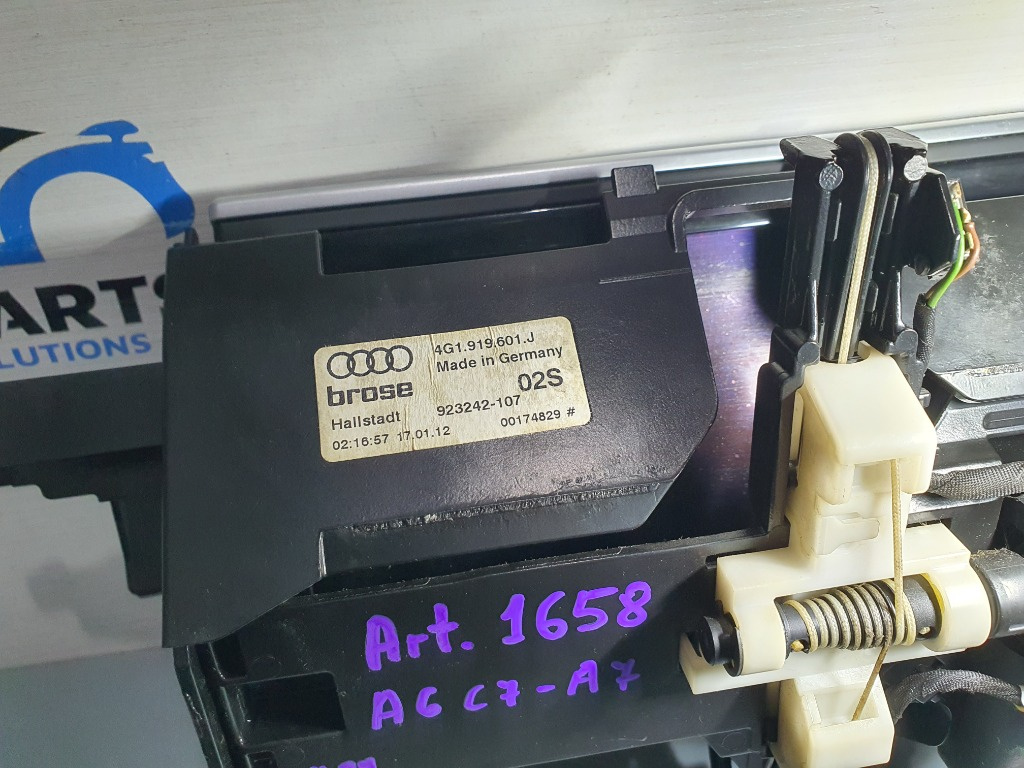 ARTS
OLUTIONS
4G1.919.601.J
Made in Germany
brose
02S
Hallstadt 923242-107
02:16:57 17.01.12 00174829 #
Art. 1658
A6 C7-A7